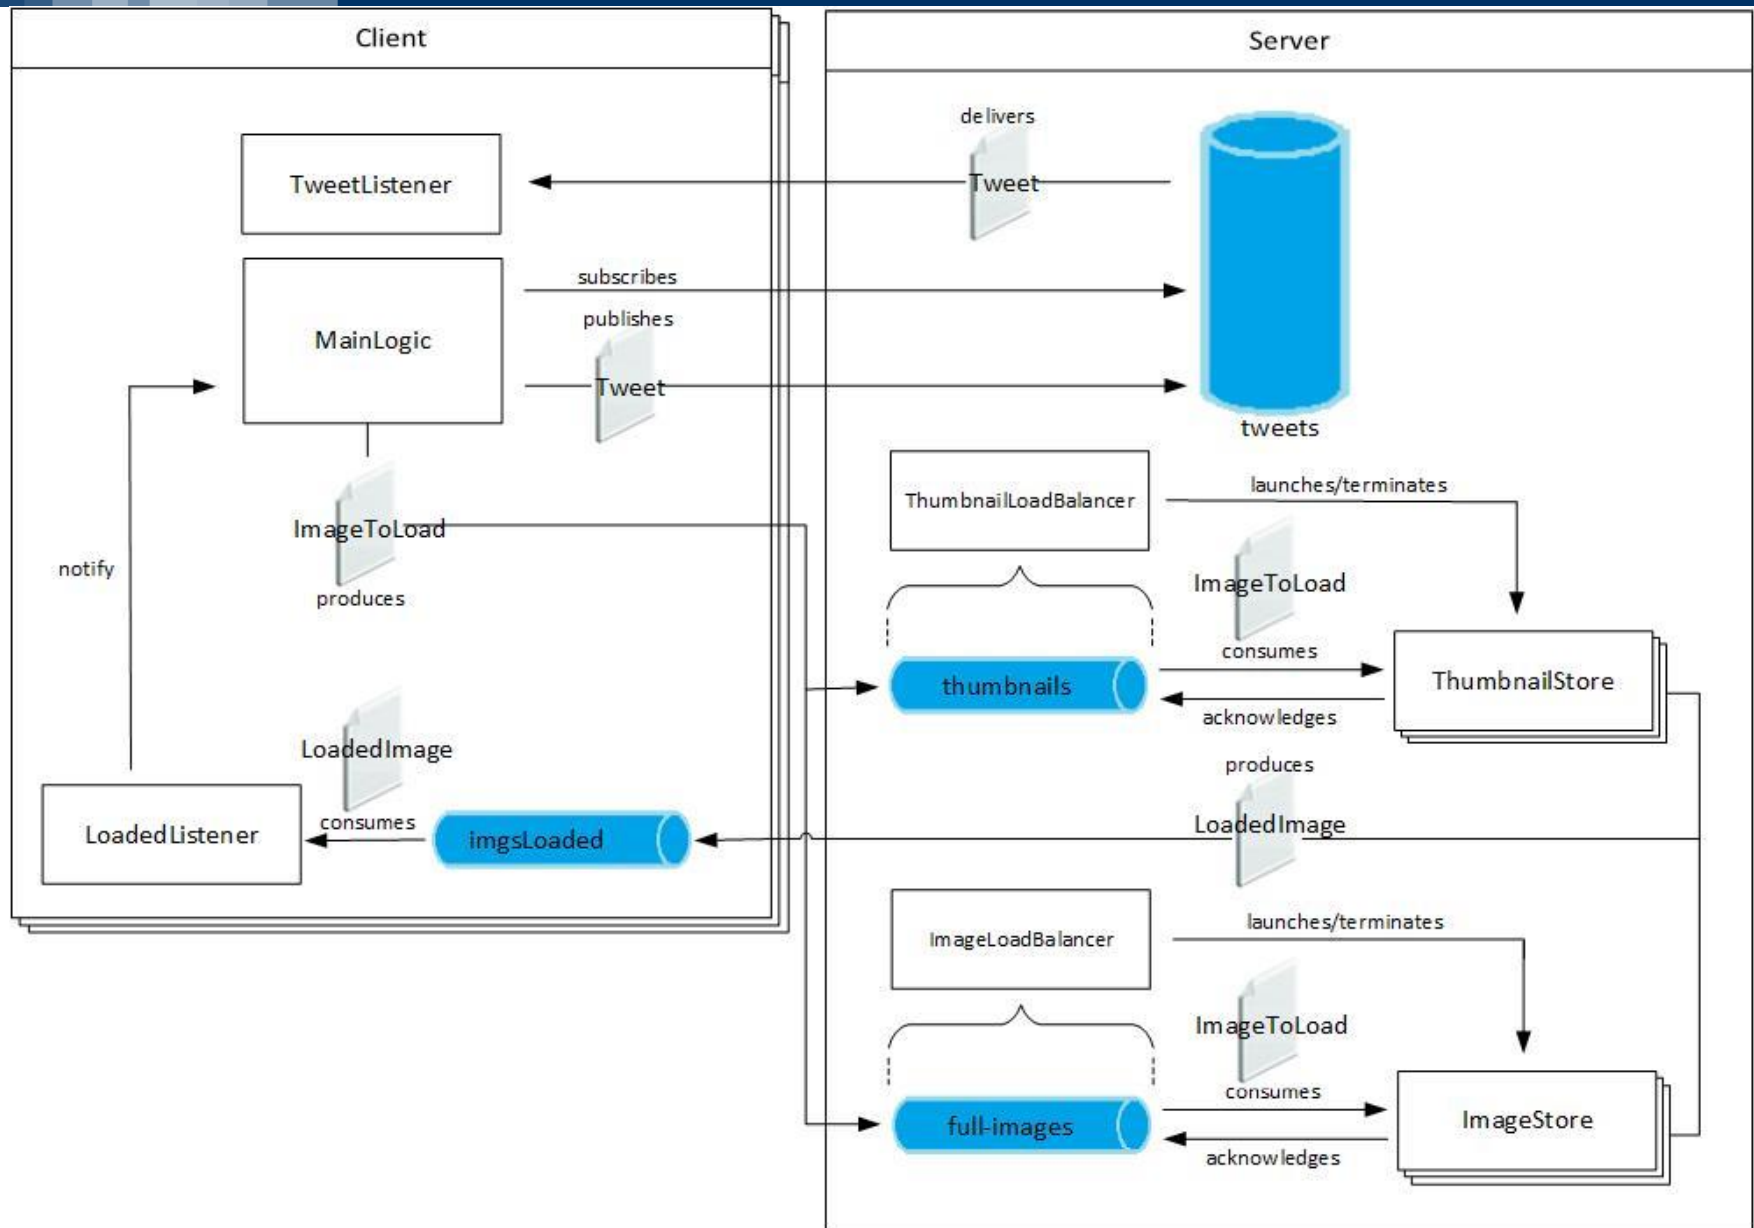 Client
Server
delivers
Tweet
TweetListener
subscribes
publishes
MainLogic
Tweet
tweets
ThumbnailLoadBalancer
launches/terminates
ImageToLoad
produces
notify
ImageToLoad
consumes
thumbnails
ThumbnailStore
acknowledges
LoadedImage
produces
LoadedListener
consumes
imgsLoaded
LoadedImage
ImageLoadBalancer
launches/terminates
ImageToLoad
consumes
full-images
ImageStore
acknowledges